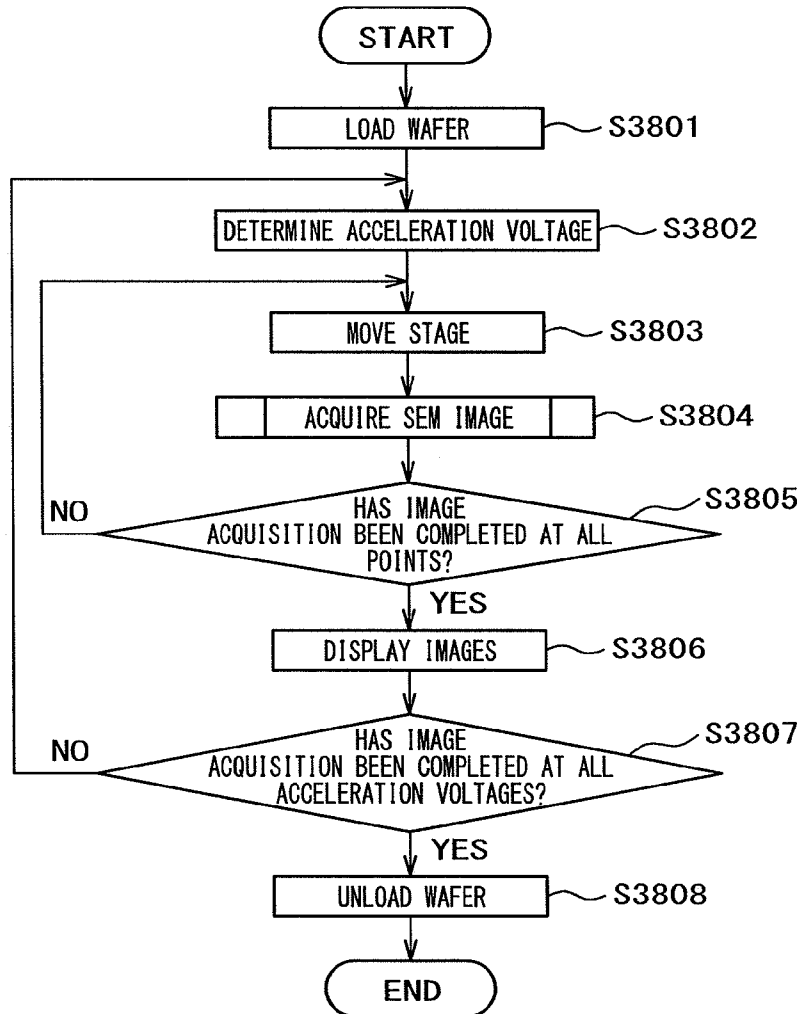 START
LOAD WAFER
S3801
DETERMINE ACCELERATION VOLTAGE
S3802
MOVE STAGE
S3803
ACQUIRE SEM IMAGE
S3804
HAS IMAGE
ACQUISITION BEEN COMPLETED AT ALL
POINTS?
S3805
NO
YES
DISPLAY IMAGES
S3806
HAS IMAGE
ACQUISITION BEEN COMPLETED AT ALL
ACCELERATION VOLTAGES?
S3807
NO
YES
UNLOAD WAFER
S3808
END